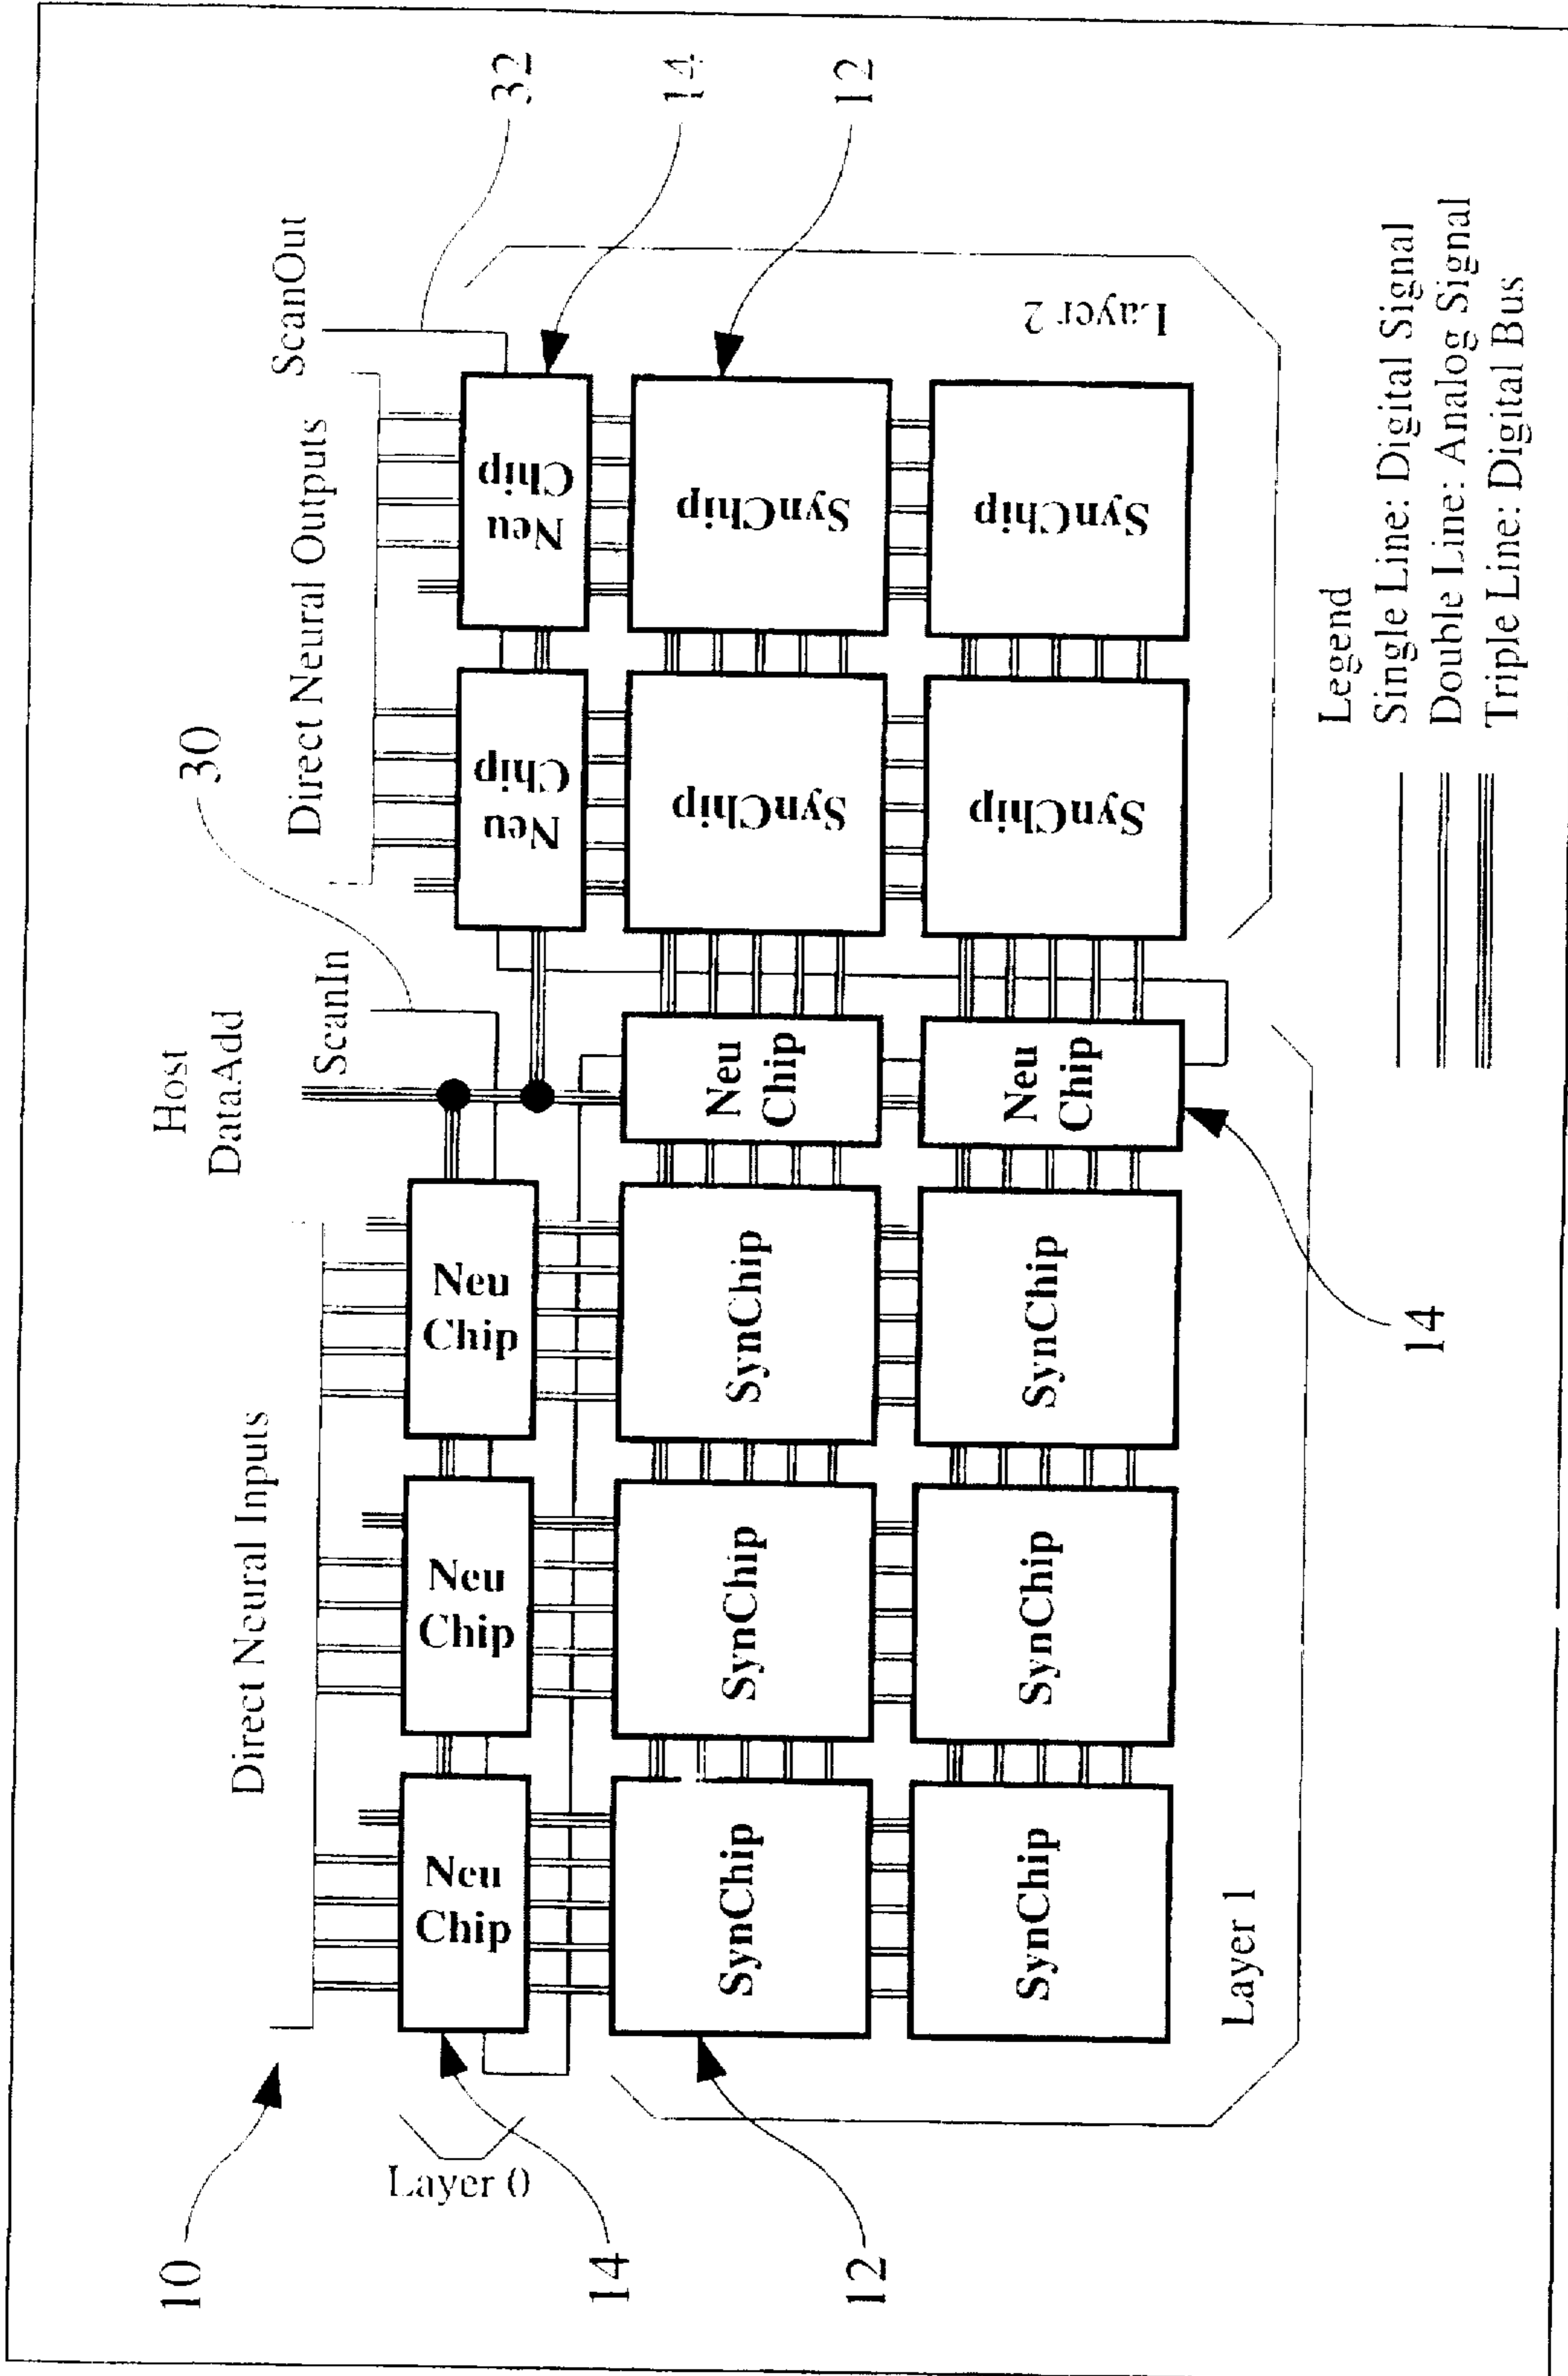 10
Direct Neural Inputs
Host
DataAdd
ScanIn
30
Direct Neural Outputs
ScanOut
32
14
12
Layer 0
14
12
Neu
Chip
Neu
Chip
Neu
Chip
Neu
Chip
Neu
Chip
SynChip
SynChip
SynChip
Neu
Chip
SynChip
SynChip
SynChip
SynChip
SynChip
Neu
Chip
SynChip
SynChip
Layer 1
Layer 2
14
Legend
Single Line: Digital Signal
Double Line: Analog Signal
Triple Line: Digital Bus